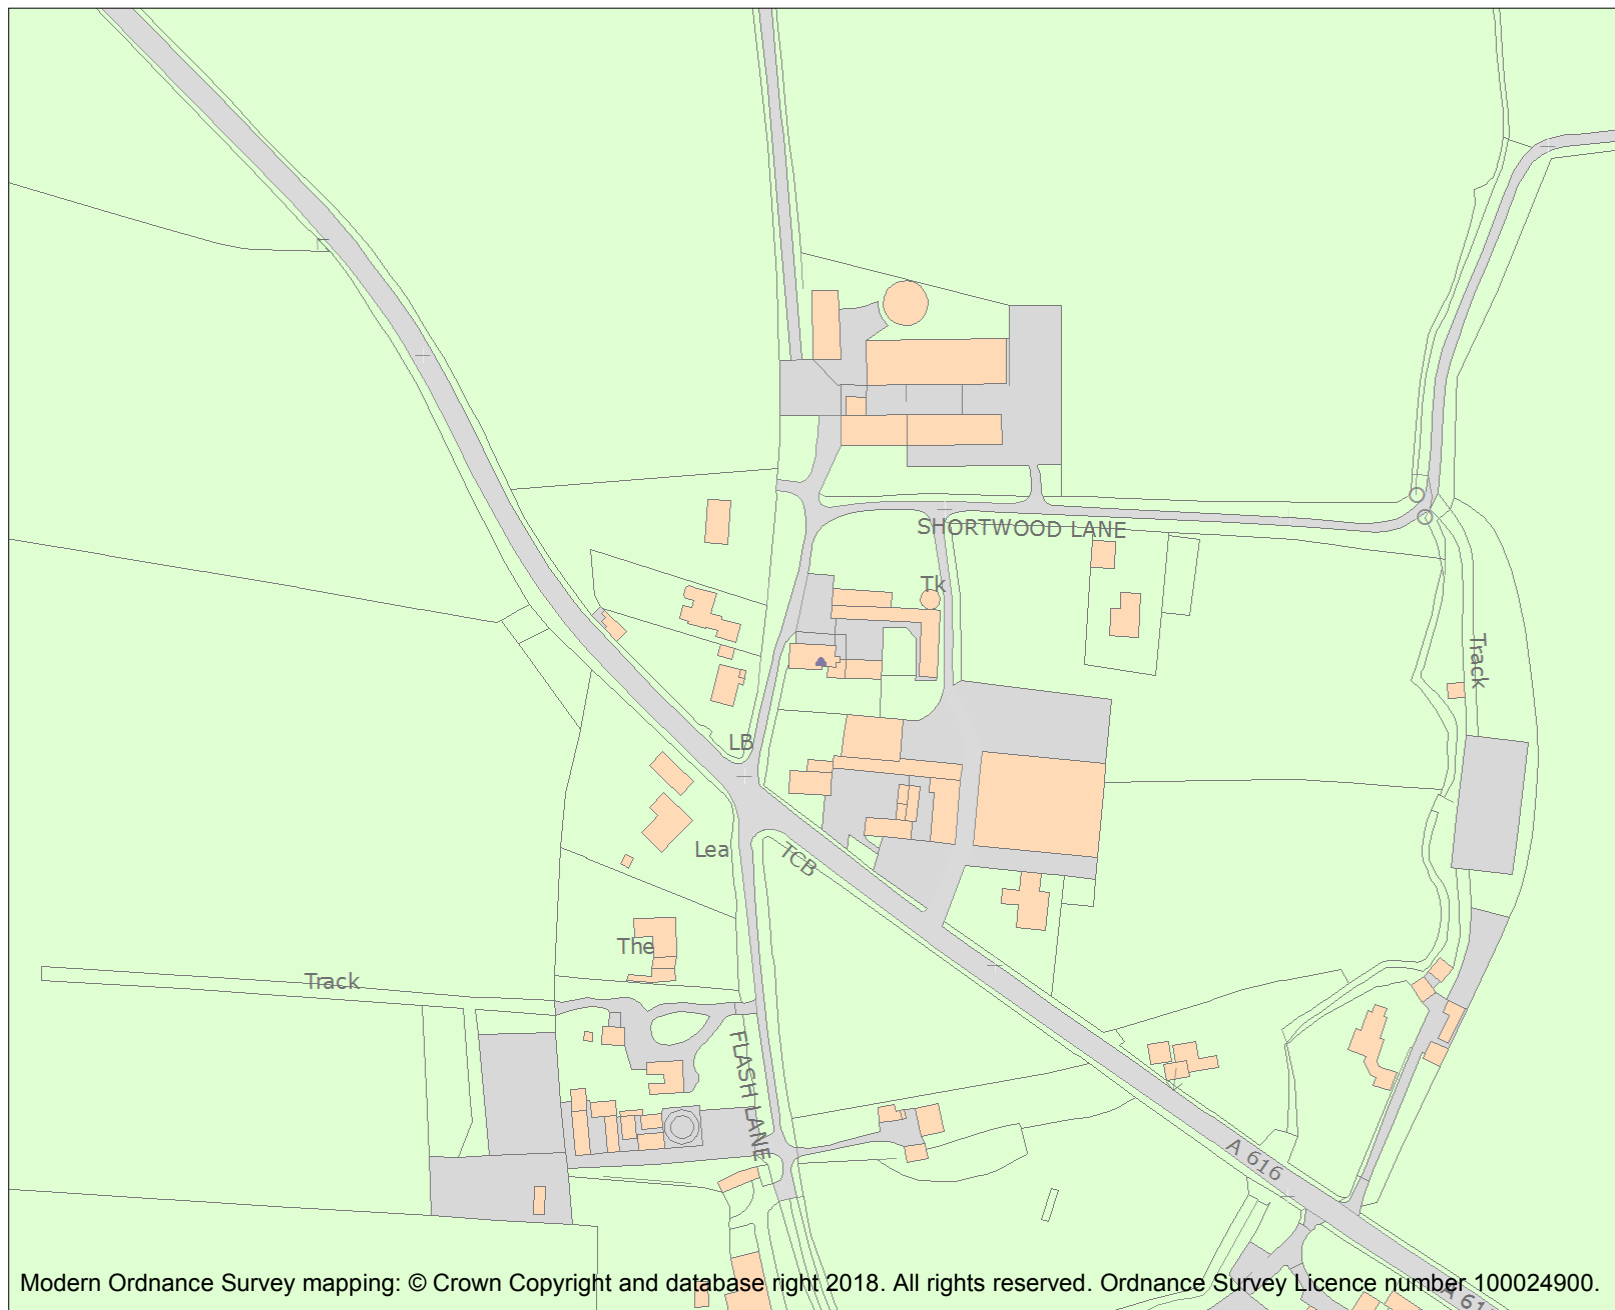 SHORTWOOD LANE
Tk
Track
LB
Lea
TCB
The
Track
FLASH LANE
A 616
A 61
Modern Ordnance Survey mapping: © Crown Copyright and database right 2018. All rights reserved. Ordnance Survey Licence number 100024900.